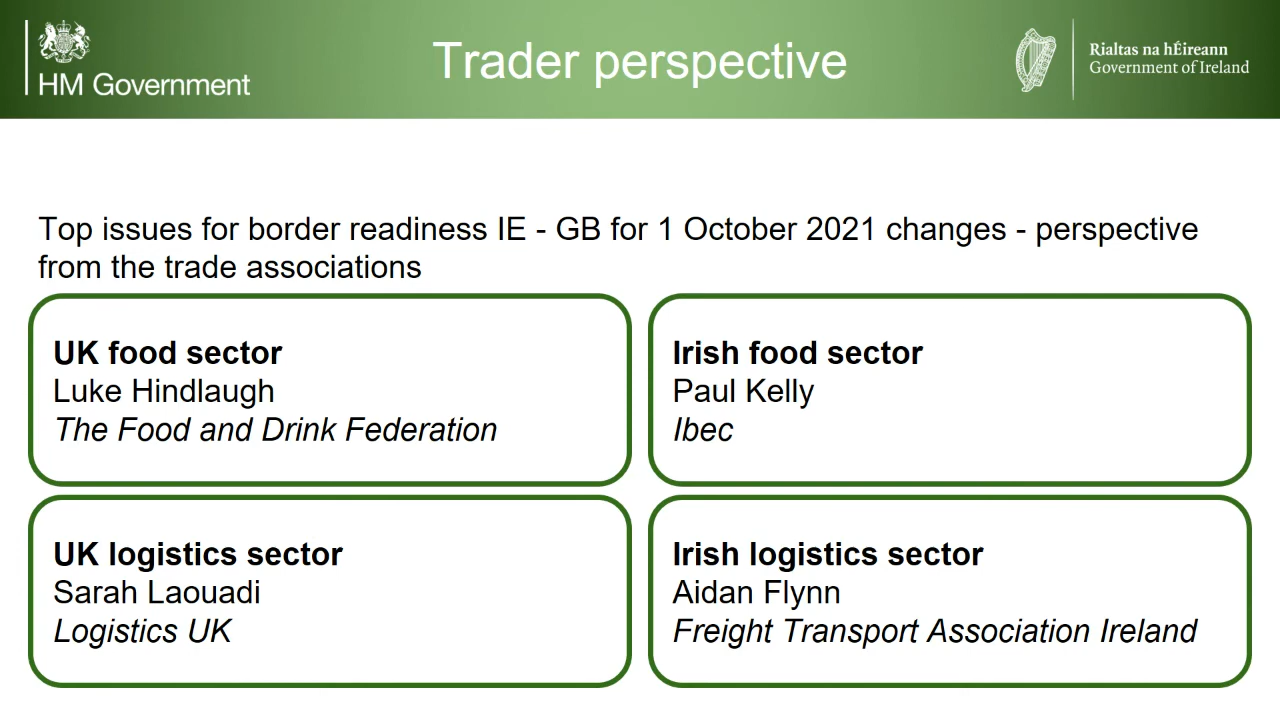 HM Government
Trader perspective
Rialtas na hÉireann
Government of Ireland
Top issues for border readiness IE - GB for 1 October 2021 changes - perspective
from the trade associations
UK food sector
Luke Hindlaugh
The Food and Drink Federation
Irish food sector
Paul Kelly
Ibec
UK logistics sector
Sarah Laouadi
Logistics UK
Irish logistics sector
Aidan Flynn
Freight Transport Association Ireland